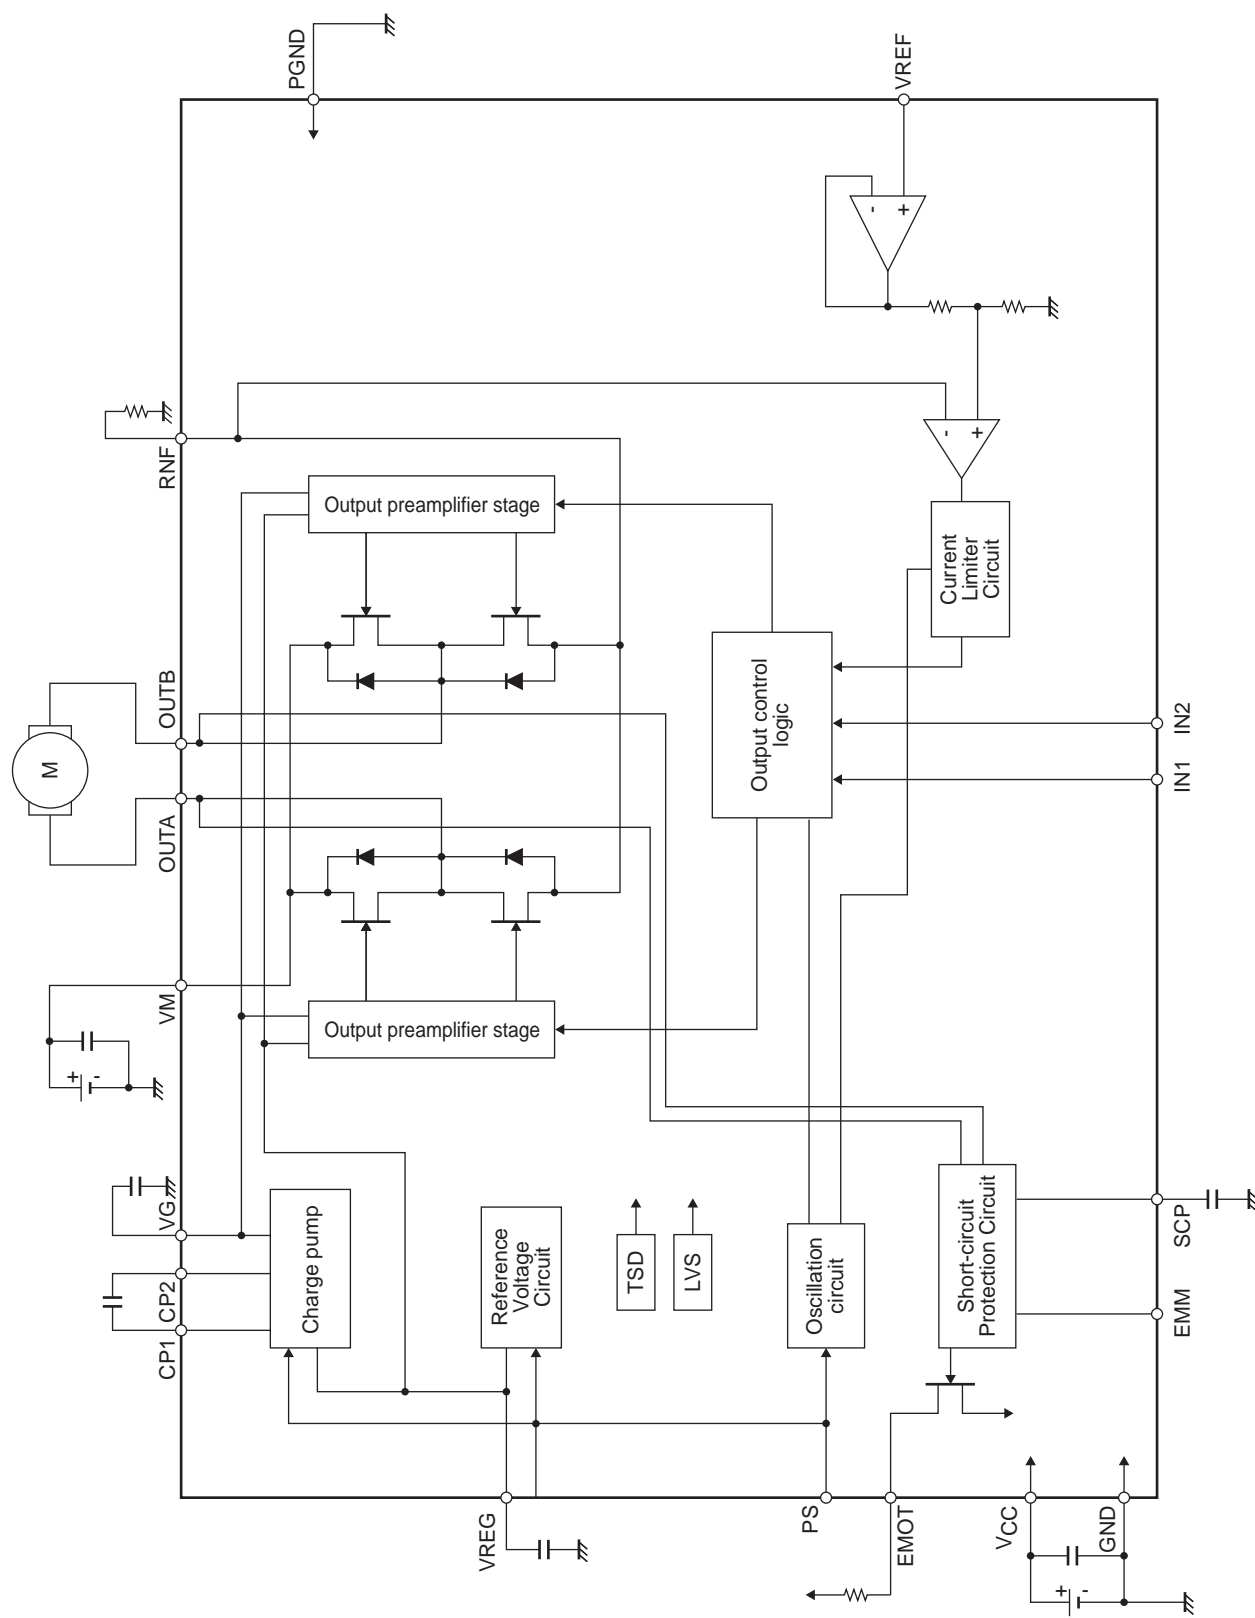 PGND
VREF
-
+
RNF
-
+
Output preamplifier stage
Current
Limiter
Circuit
OUTB
M
OUTA
Output control
logic
IN2
IN1
VM
+
-
Output preamplifier stage
VG
CP2
CP1
Charge pump
Reference
Voltage
Circuit
TSD
LVS
Oscillation
circuit
Short-circuit
Protection Circuit
SCP
EMM
VREG
PS
EMOT
VCC
GND
+
-